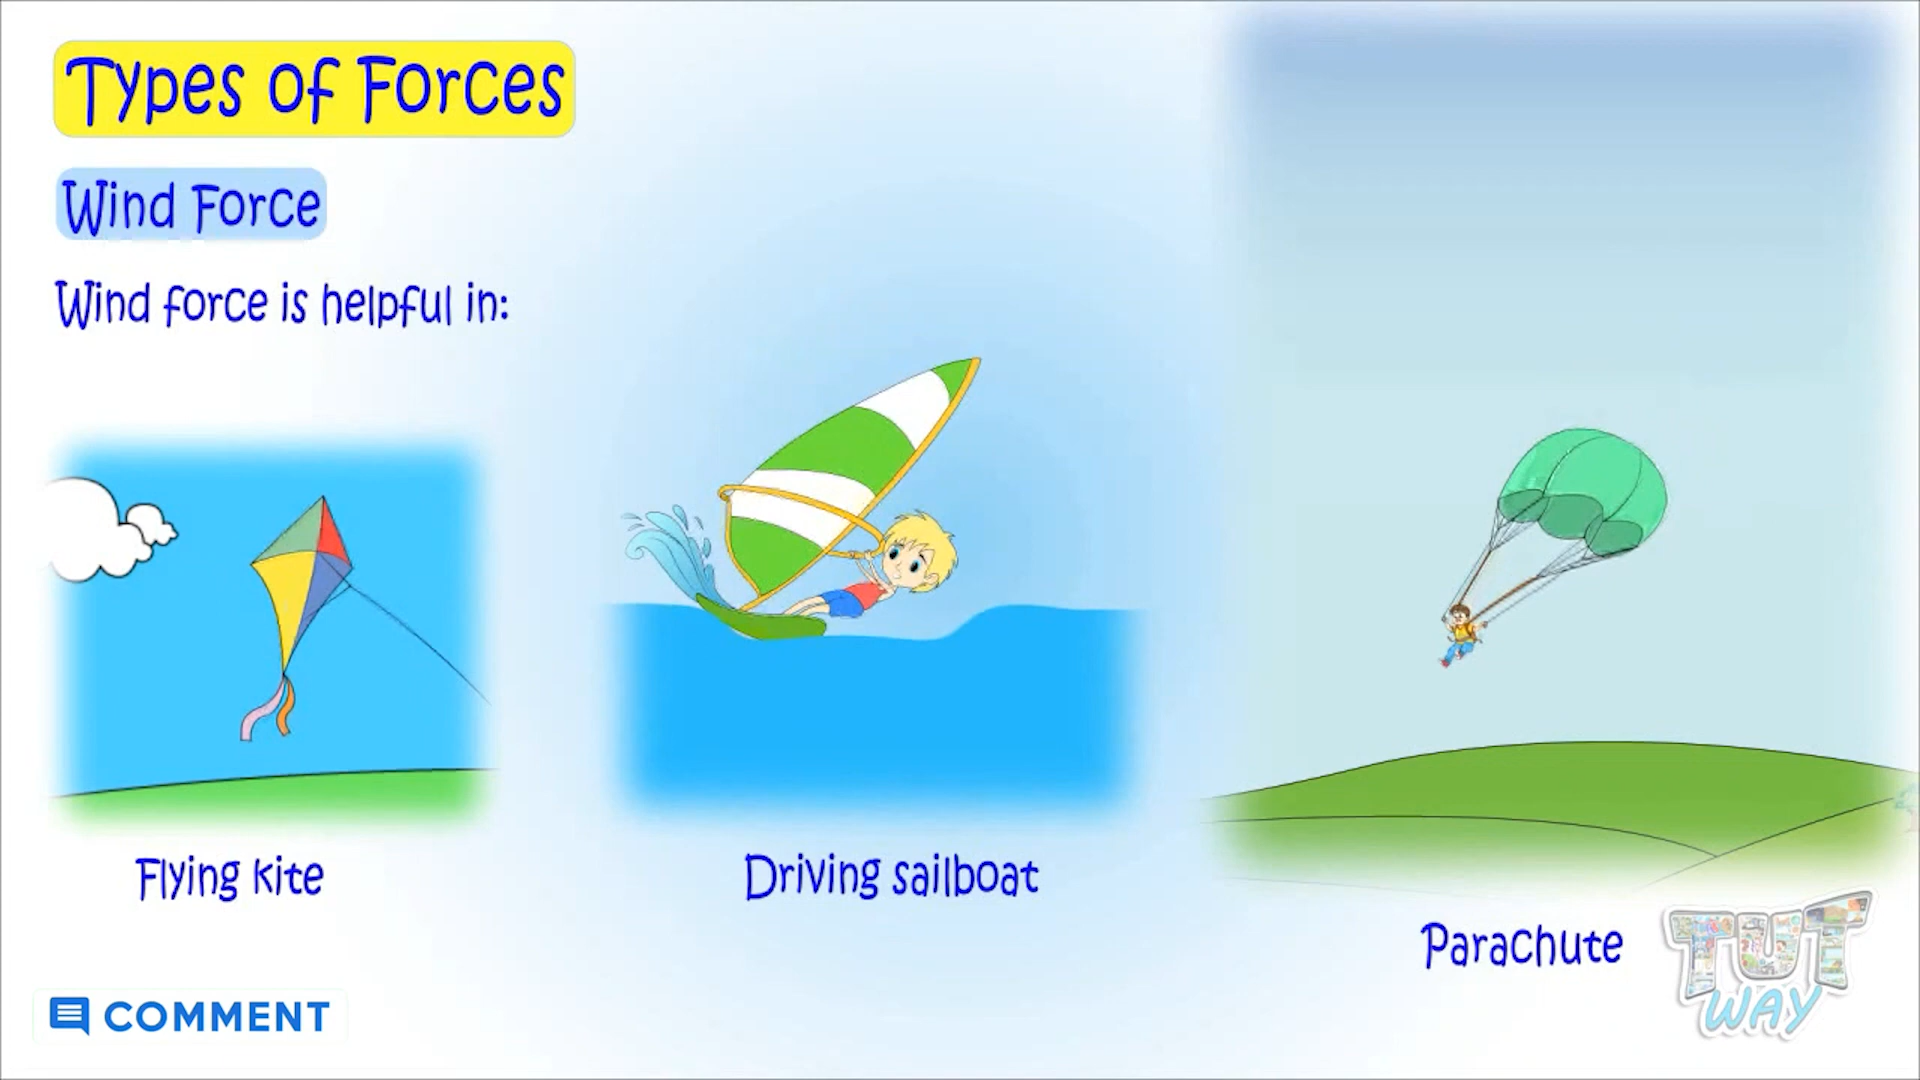 Types of Forces
Wind Force
Wind force is helpful in:
Flying kite
Driving sailboat
Parachute
TUT
WAY
COMMENT